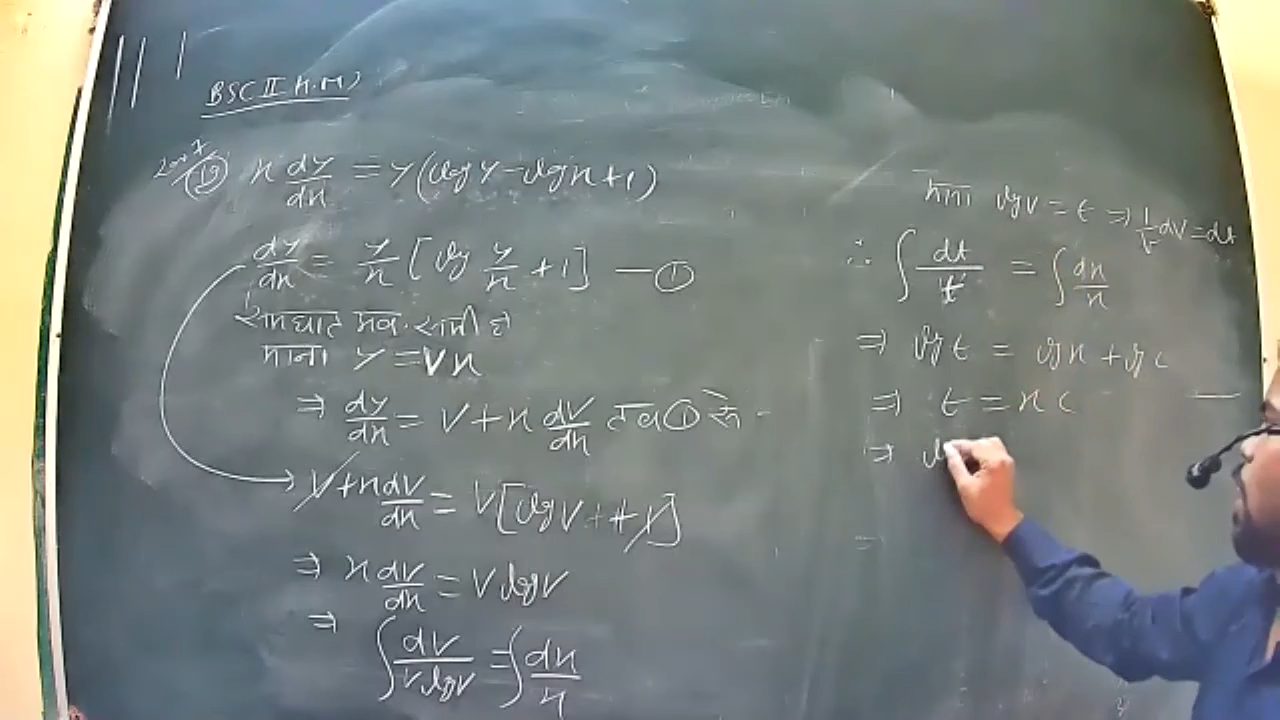 BSC II
x dy/dx = y(log y - log x + 1)
dy/dx = y/x [log y/x + 1] — ①
समघात अव. समी है
माना y = vx
⇒ dy/dx = v + x dv/dx तब ① से
v + x dv/dx = v[log v + 1]
⇒ x dv/dx = v log v
⇒ ∫ dv/(v log v) = ∫ dx/x
माना log v = t ⇒ 1/v dv = dt
∴ ∫ dt/t = ∫ dx/x
⇒ log t = log x + log c
⇒ t = xc —
⇒